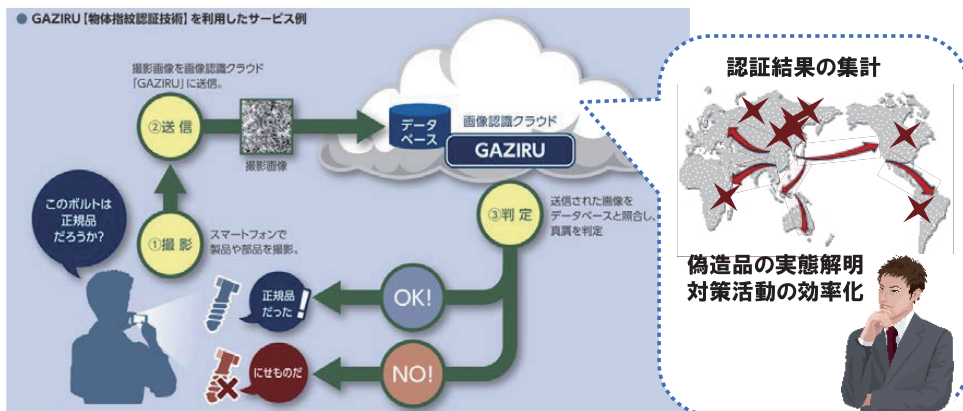 ● GAZIRU【物体指紋認証技術】を利用したサービス例
撮影画像を画像認識クラウド
「GAZIRU」に送信。
②送信
撮影画像
データ
ベース
画像認識クラウド
GAZIRU
このボルトは
正規品
だろうか?
①撮影
スマートフォンで
製品や部品を撮影。
③判定
送信された画像を
データベースと照合し、
真贋を判定
正規品
だった
!
OK!
にせものだ
NO!
認証結果の集計
偽造品の実態解明
対策活動の効率化